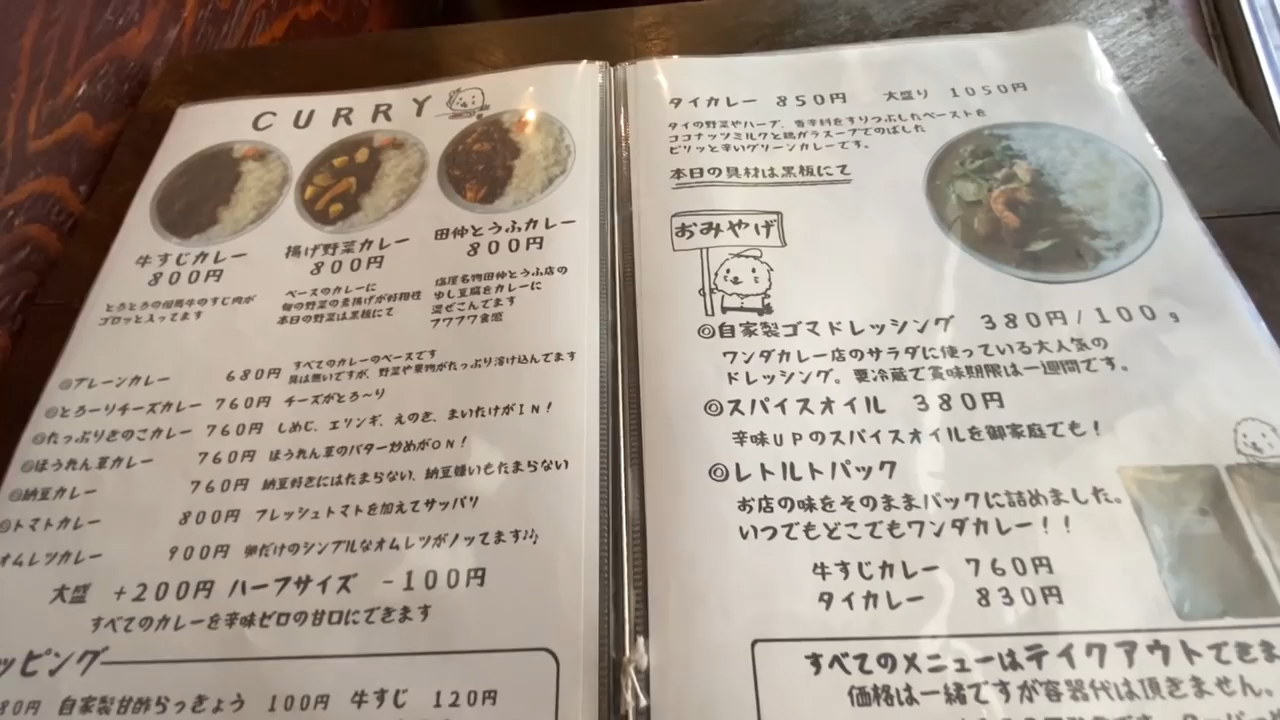 CURRY
牛すじカレー
800円
とろとろの但馬牛のすじ肉が
ゴロッと入ってます
揚げ野菜カレー
800円
ベースのカレーに
旬の野菜の素揚げが好相性
本日の野菜は黒板にて
田仲とうふカレー
800円
塩屋名物田仲とうふ店の
ゆし豆腐をカレーに
混ぜこんでます
フワフワ食感
◎プレーンカレー 680円 すべてのカレーのベースです
具は無いですが、野菜や果物がたっぷり溶け込んでます
◎とろーりチーズカレー 760円 チーズがとろ～り
◎たっぷりきのこカレー 760円 しめじ、エリンギ、えのき、まいたけがIN!
◎ほうれん草カレー 760円 ほうれん草のバター炒めがON!
◎納豆カレー 760円 納豆好きにはたまらない、納豆嫌いもたまらない
◎トマトカレー 800円 フレッシュトマトを加えてサッパリ
オムレツカレー 900円 卵だけのシンプルなオムレツがノッてます♪
大盛 +200円 ハーフサイズ -100円
すべてのカレーを辛味ゼロの甘口にできます
ッピング
80円 自家製甘酢らっきょう 100円 牛すじ 120円
タイカレー 850円 大盛り 1050円
タイの野菜やハーブ、香辛料をすりつぶしたペーストを
ココナッツミルクと鶏ガラスープでのばした
ピリッと辛いグリーンカレーです。
本日の具材は黒板にて
おみやげ
◎自家製ゴマドレッシング 380円/100g
ワンダカレー店のサラダに使っている大人気の
ドレッシング。要冷蔵で賞味期限は一週間です。
◎スパイスオイル 380円
辛味UPのスパイスオイルを御家庭でも!
◎レトルトパック
お店の味をそのままパックに詰めました。
いつでもどこでもワンダカレー!!
牛すじカレー 760円
タイカレー 830円
すべてのメニューはテイクアウトできま
価格は一緒ですが容器代は頂きません。